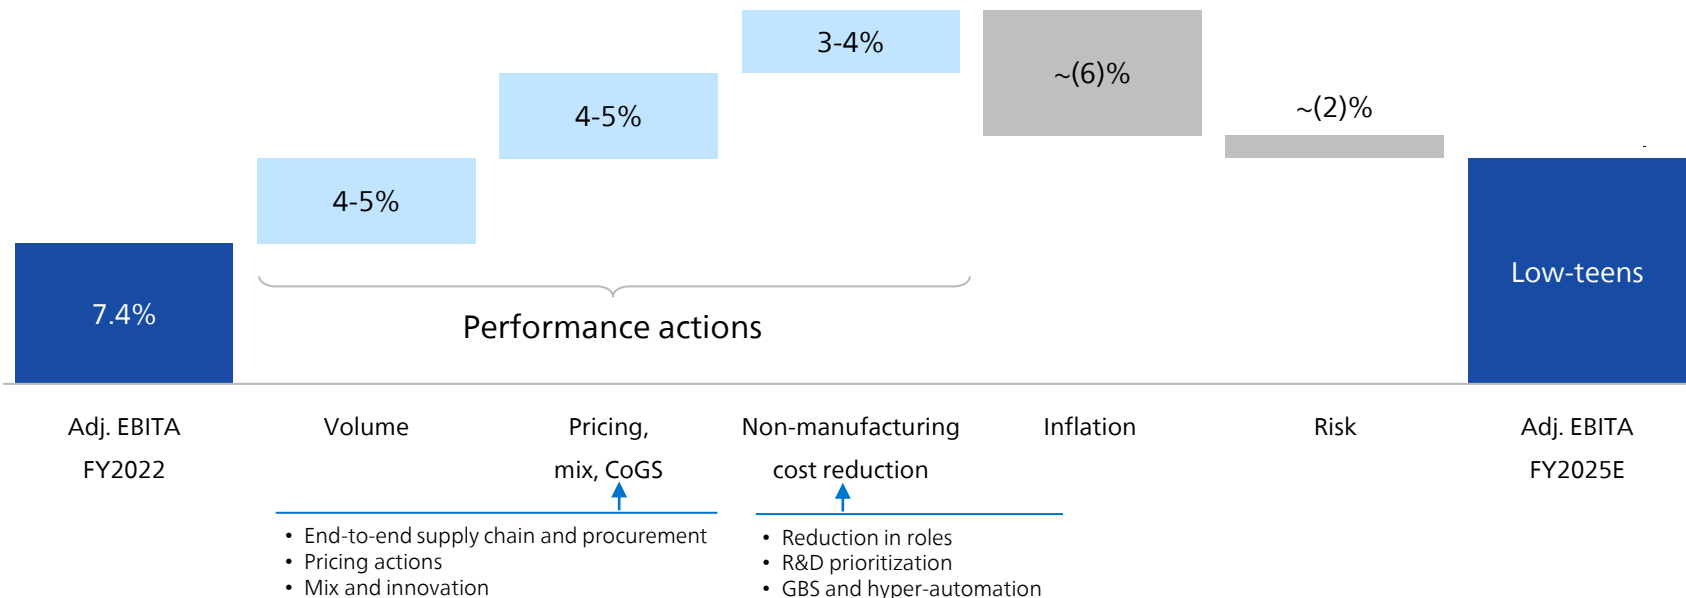 3-4%
~(6)%
~(2)%
4-5%
4-5%
Low-teens
7.4%
Performance actions
Adj. EBITA
FY2022
Volume
Pricing,
mix, CoGS
Non-manufacturing
cost reduction
Inflation
Risk
Adj. EBITA
FY2025E
• End-to-end supply chain and procurement
• Pricing actions
• Mix and innovation
• Reduction in roles
• R&D prioritization
• GBS and hyper-automation